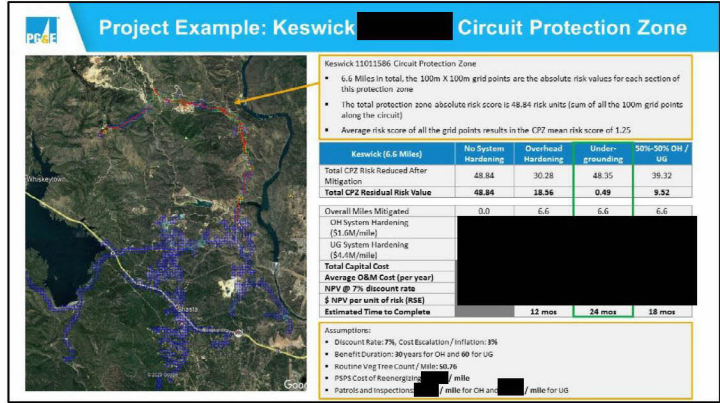 PG&E
Project Example: Keswick Circuit Protection Zone
Keswick 11011586 Circuit Protection Zone
▪ 6.6 Miles in total, the 100m X 100m grid points are the absolute risk values for each section of
this protection zone
▪ The total protection zone absolute risk score is 48.84 risk units (sum of all the 100m grid points
along the circuit)
▪ Average risk score of all the grid points results in the CPZ mean risk score of 1.25
Keswick (6.6 Miles) No System Hardening Overhead Hardening Under-grounding 50%-50% OH / UG
Total CPZ Risk Reduced After Mitigation 48.84 30.28 48.35 39.32
Total CPZ Residual Risk Value 48.84 18.56 0.49 9.52
Overall Miles Mitigated 0.0 6.6 6.6 6.6
OH System Hardening
($1.6M/mile)
UG System Hardening
($4.4M/mile)
Total Capital Cost
Average O&M Cost (per year)
NPV @ 7% discount rate
$ NPV per unit of risk (RSE)
Estimated Time to Complete 12 mos 24 mos 18 mos
Assumptions:
▪ Discount Rate: 7%, Cost Escalation / Inflation: 3%
▪ Benefit Duration: 30 years for OH and 60 for UG
▪ Routine Veg Tree Count / Mile: 50.76
▪ PSPS Cost of Reenergizing / mile
▪ Patrols and Inspections: / mile for OH and / mile for UG
Whiskeytown
Shasta
© 2020 Google
Goo